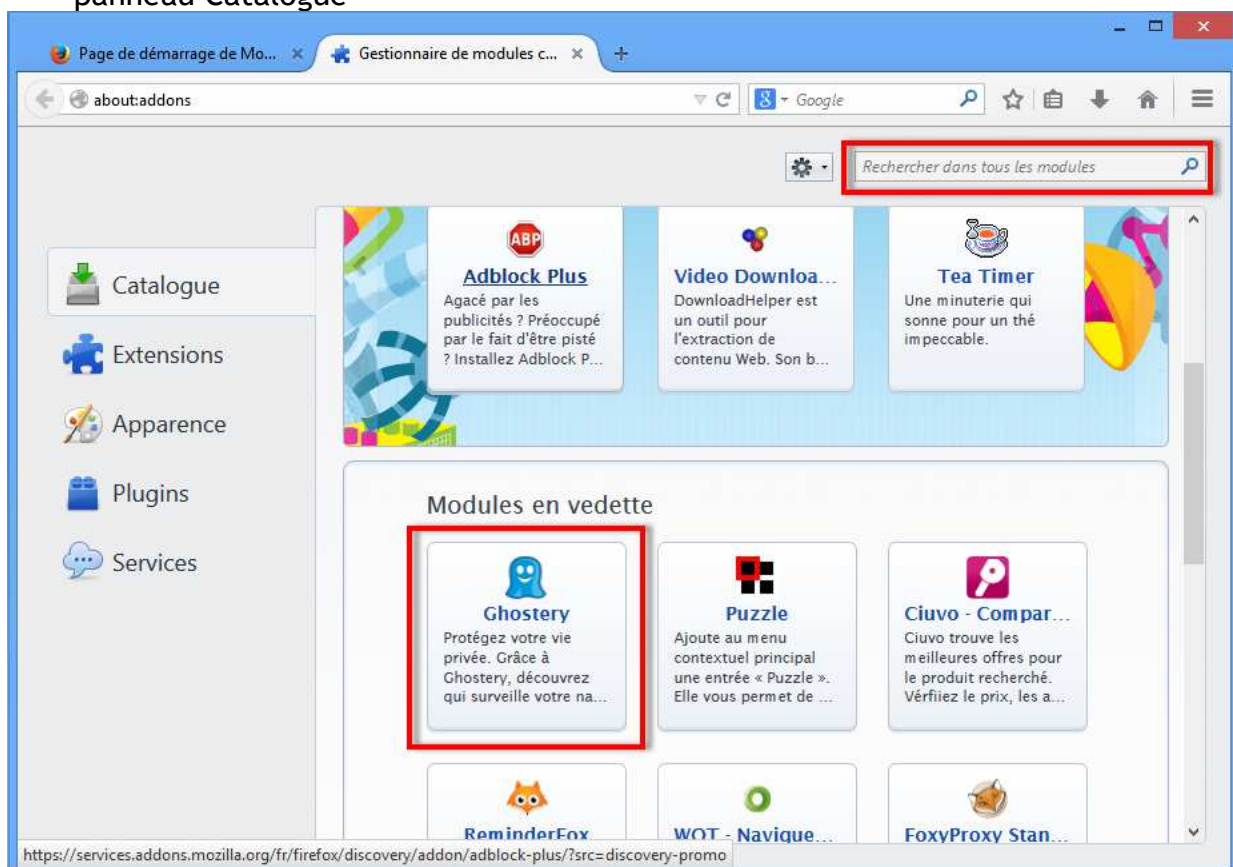 panneau Catalogue
Page de démarrage de Mo...
Gestionnaire de modules c...
about:addons
8
Google
Rechercher dans tous les modules
Catalogue
Extensions
Apparence
Plugins
Services
ABP
Adblock Plus
Agacé par les
publicités ? Préoccupé
par le fait d'être pisté
? Installez Adblock P...
Video Downloa...
DownloadHelper est
un outil pour
l'extraction de
contenu Web. Son b...
Tea Timer
Une minuterie qui
sonne pour un thé
impeccable.
Modules en vedette
Ghostery
Protégez votre vie
privée. Grâce à
Ghostery, découvrez
qui surveille votre na...
Puzzle
Ajoute au menu
contextuel principal
une entrée « Puzzle ».
Elle vous permet de ...
Ciuvo - Compar...
Ciuvo trouve les
meilleures offres pour
le produit recherché.
Vérfiiez le prix, les a...
ReminderFox
WOT - Navigue...
FoxyProxy Stan...
https://services.addons.mozilla.org/fr/firefox/discovery/addon/adblock-plus/?src=discovery-promo